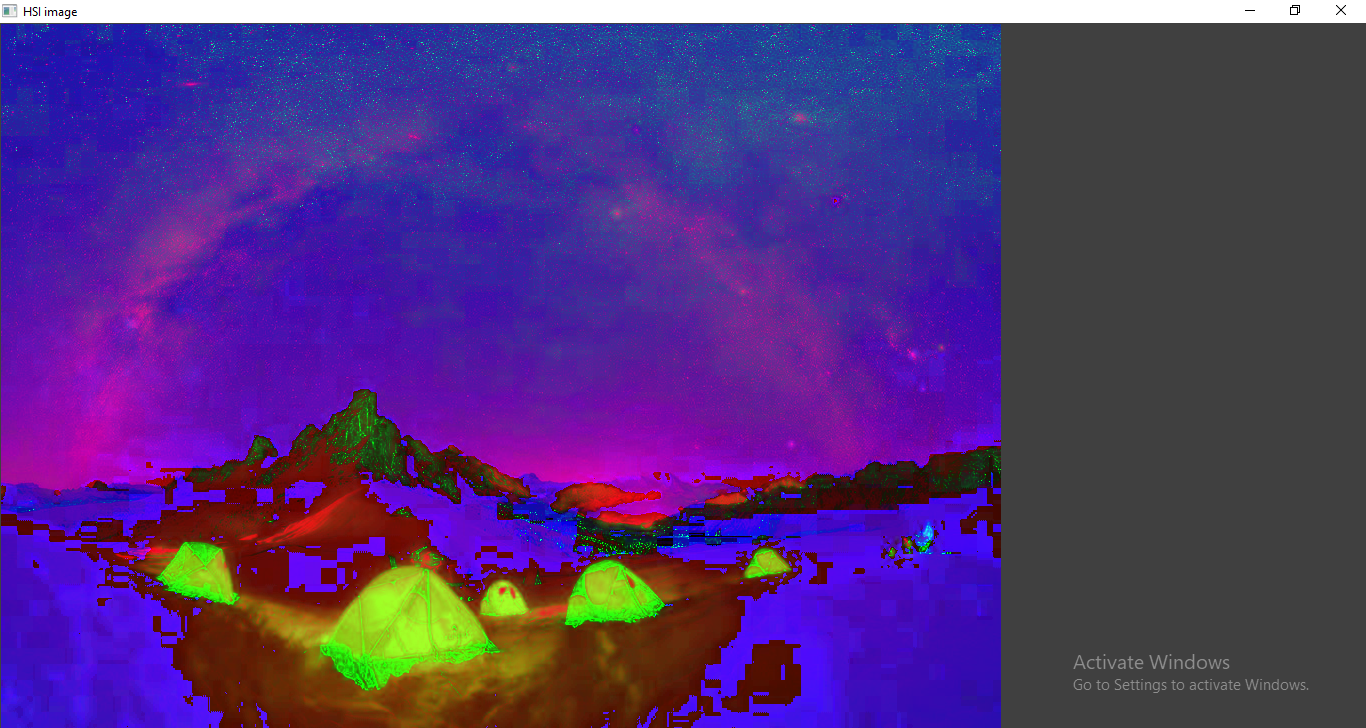 HSI image
Activate Windows
Go to Settings to activate Windows.